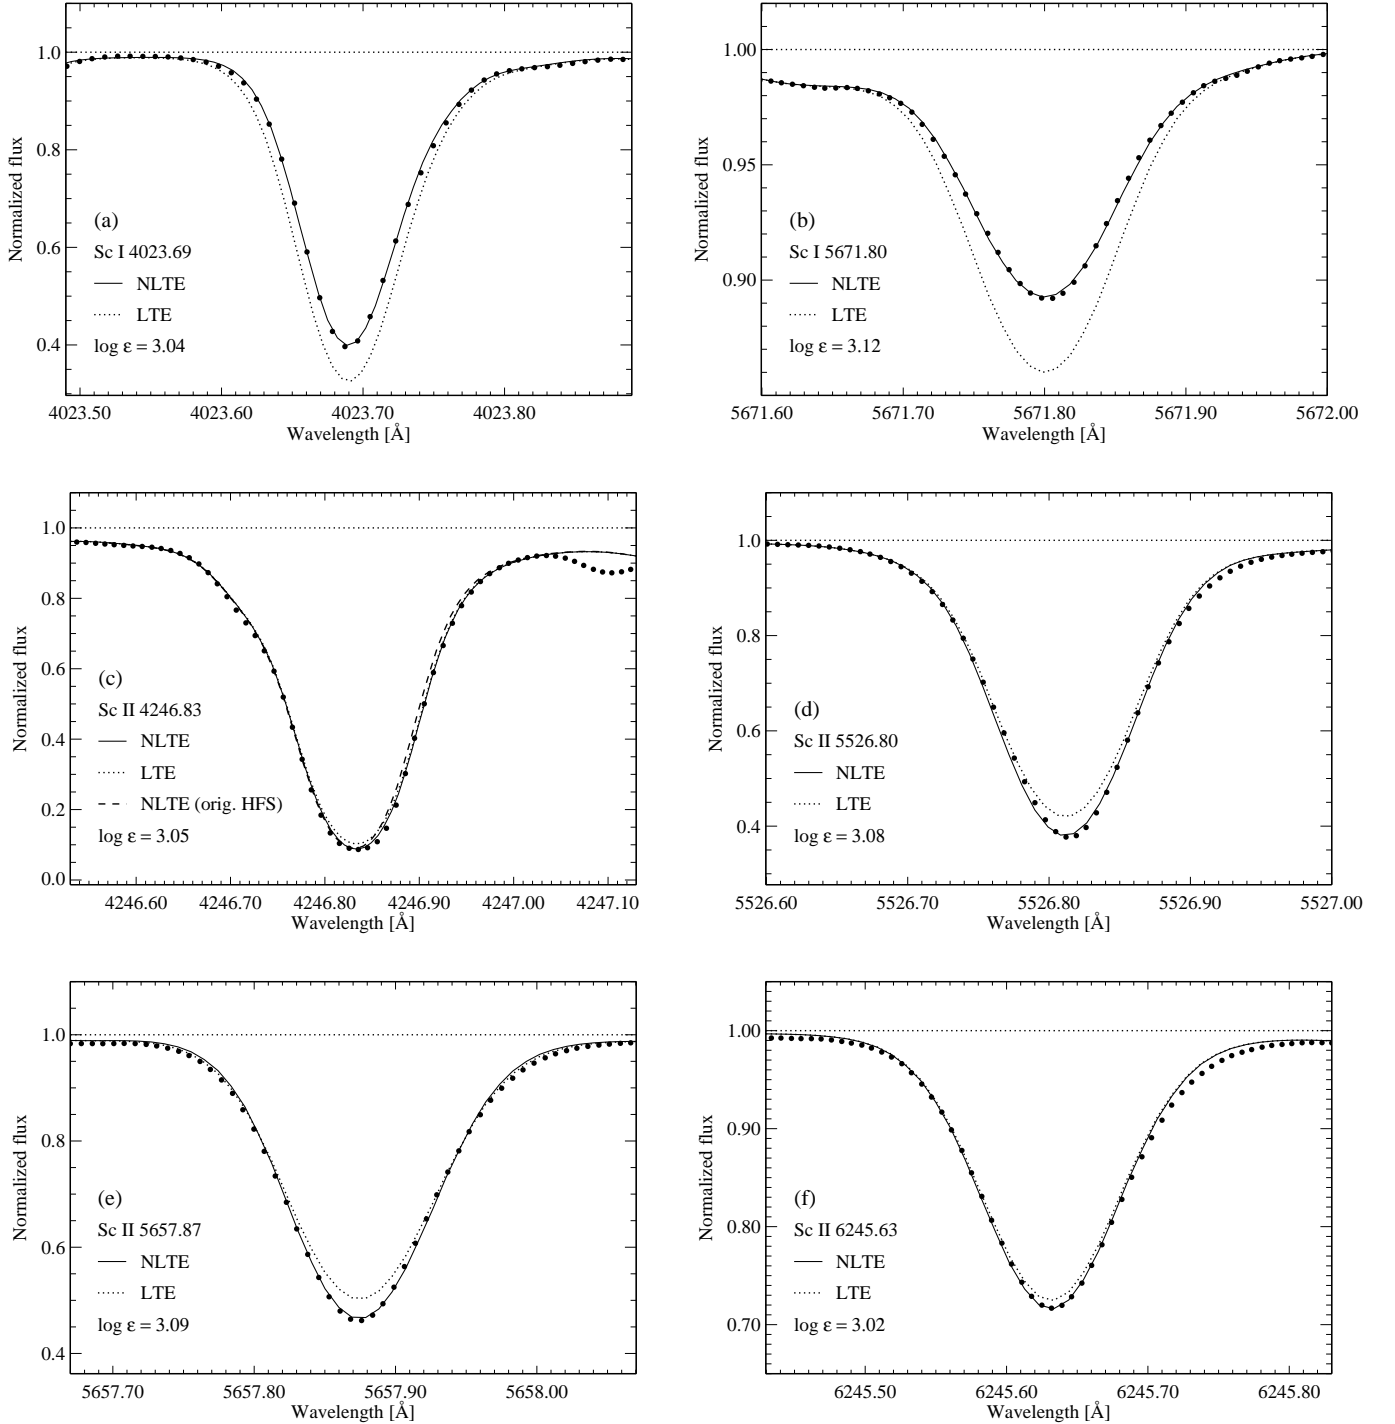 1.0
0.8
0.6
0.4
Normalized flux
(a)
Sc I 4023.69
NLTE
LTE
log ε = 3.04
4023.50 4023.60 4023.70 4023.80
Wavelength [Å]
1.00
0.95
0.90
Normalized flux
(b)
Sc I 5671.80
NLTE
LTE
log ε = 3.12
5671.60 5671.70 5671.80 5671.90 5672.00
Wavelength [Å]
1.0
0.8
0.6
0.4
0.2
0.0
Normalized flux
(c)
Sc II 4246.83
NLTE
LTE
NLTE (orig. HFS)
log ε = 3.05
4246.60 4246.70 4246.80 4246.90 4247.00 4247.10
Wavelength [Å]
1.0
0.8
0.6
0.4
Normalized flux
(d)
Sc II 5526.80
NLTE
LTE
log ε = 3.08
5526.60 5526.70 5526.80 5526.90 5527.00
Wavelength [Å]
1.0
0.8
0.6
0.4
Normalized flux
(e)
Sc II 5657.87
NLTE
LTE
log ε = 3.09
5657.70 5657.80 5657.90 5658.00
Wavelength [Å]
1.00
0.90
0.80
0.70
Normalized flux
(f)
Sc II 6245.63
NLTE
LTE
log ε = 3.02
6245.50 6245.60 6245.70 6245.80
Wavelength [Å]